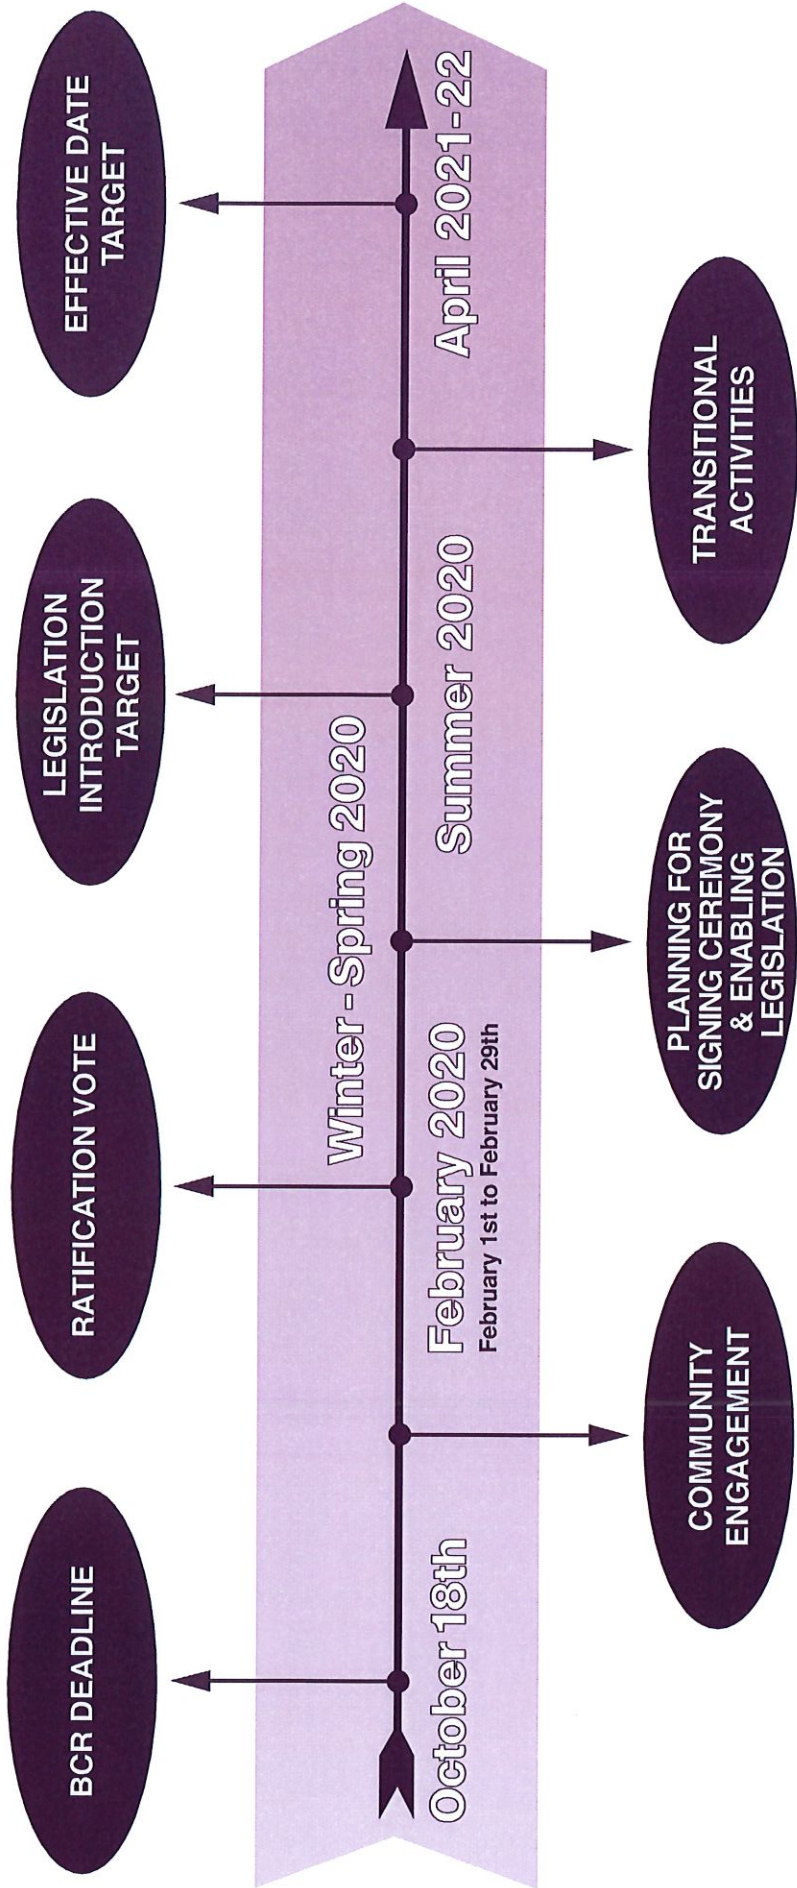 BCR DEADLINE
RATIFICATION VOTE
LEGISLATION
INTRODUCTION
TARGET
EFFECTIVE DATE
TARGET
Winter - Spring 2020
October 18th
February 2020
February 1st to February 29th
Summer 2020
April 2021-22
COMMUNITY
ENGAGEMENT
PLANNING FOR
SIGNING CEREMONY
& ENABLING
LEGISLATION
TRANSITIONAL
ACTIVITIES